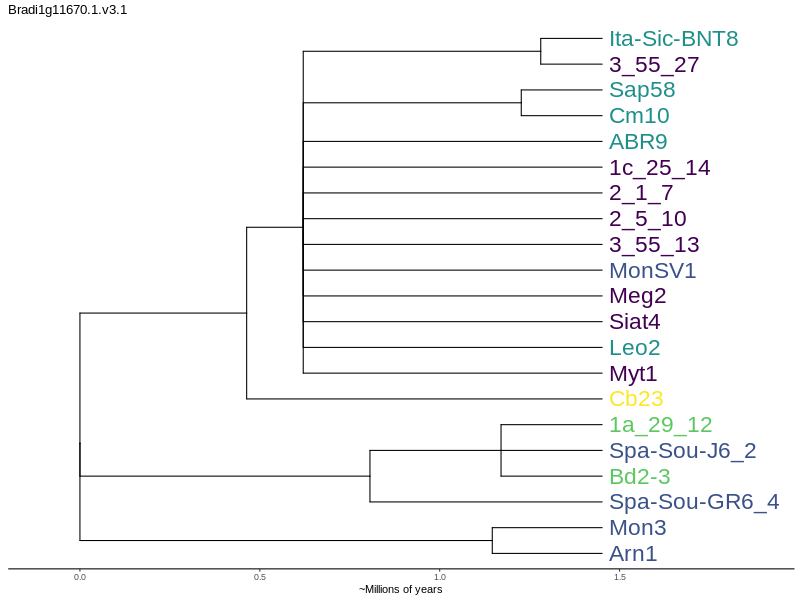 Bradi1g11670.1.v3.1
Ita-Sic-BNT8
3_55_27
Sap58
Cm10
ABR9
1c_25_14
2_1_7
2_5_10
3_55_13
MonSV1
Meg2
Siat4
Leo2
Myt1
Cb23
1a_29_12
Spa-Sou-J6_2
Bd2-3
Spa-Sou-GR6_4
Mon3
Arn1
0.0 0.5 1.0 1.5
~Millions of years